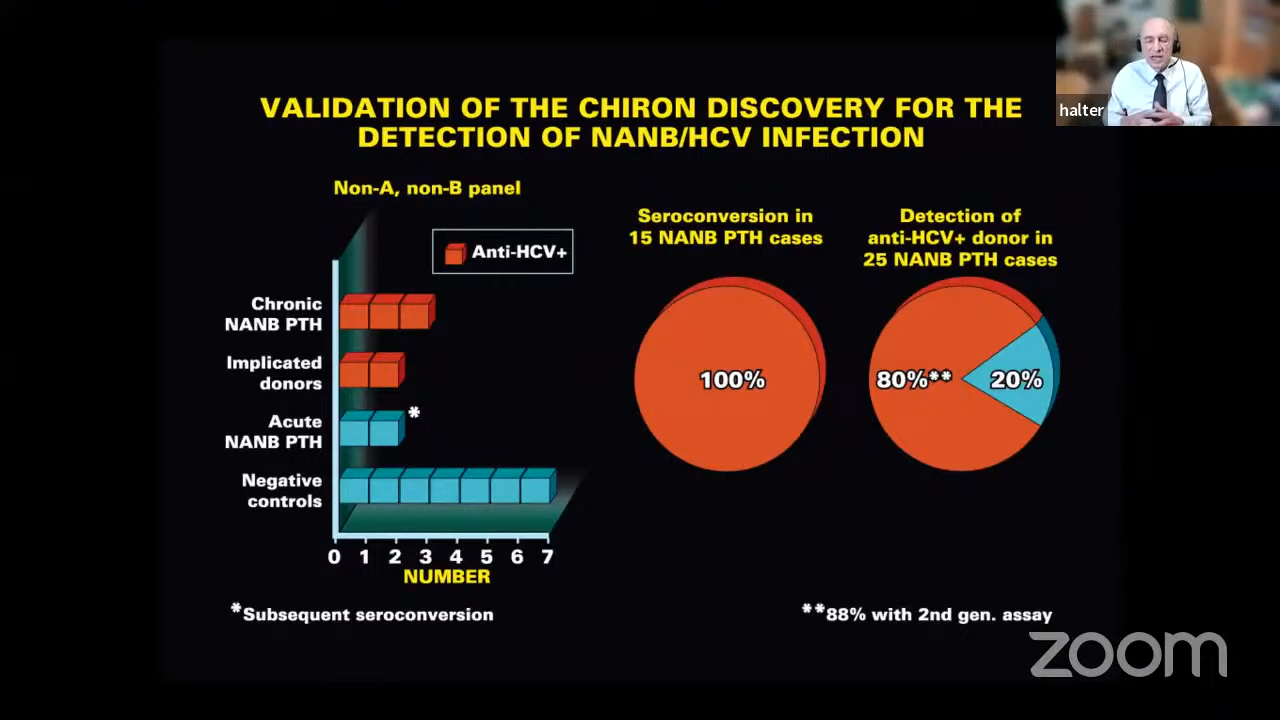 halter
VALIDATION OF THE CHIRON DISCOVERY FOR THE
DETECTION OF NANB/HCV INFECTION
Non-A, non-B panel
Anti-HCV+
Chronic
NANB PTH
Implicated
donors
Acute
NANB PTH
*
Negative
controls
0 1 2 3 4 5 6 7
NUMBER
*Subsequent seroconversion
Seroconversion in
15 NANB PTH cases
100%
Detection of
anti-HCV+ donor in
25 NANB PTH cases
80%**
20%
**88% with 2nd gen. assay
zoom